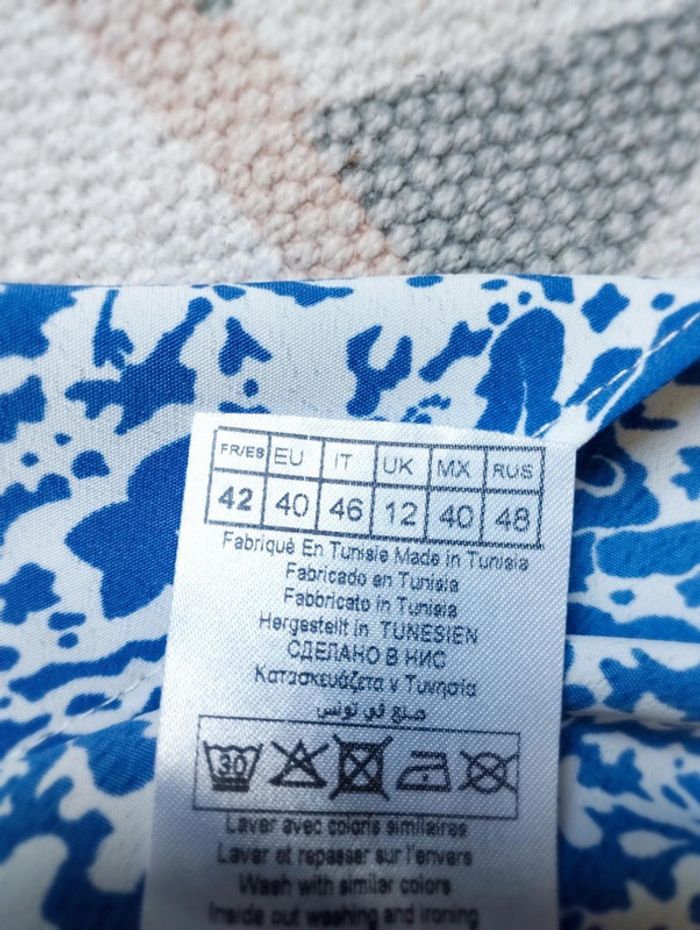 FR/ES EU IT UK MX RUS
42 40 46 12 40 48
Fabriqué En Tunisie Made in Tunisia
Fabricado en Tunisia
Fabbricato in Tunisia
Hergestellt in TUNESIEN
СДЕЛАНО В НИС
Κατασκευάζεται ν Τυνησία
صنع في تونس
30
Laver avec coloris similaires
Laver et repasser sur l'envers
Wash with similar colors
Inside out washing and ironing